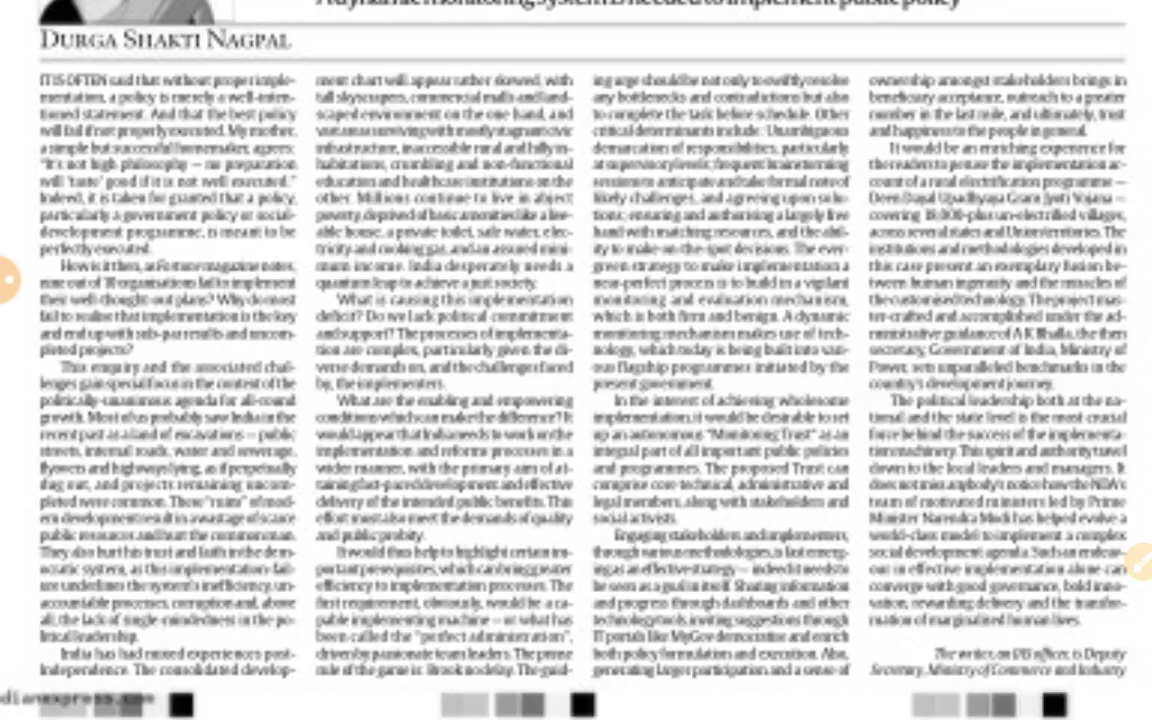 A dynamic monitoring system is needed to implement public policy
DURGA SHAKTI NAGPAL
IT IS OFTEN said that without proper imple-
mentation, a policy is merely a well-inten-
tioned statement. And that the best policy
will fail if not properly executed. My mother,
a simple but successful homemaker, agrees:
"It's not high philosophy — no preparation
will 'taste' good if it is not well executed."
Indeed, it is taken for granted that a policy,
particularly a government policy or social-
development programme, is meant to be
perfectly executed.
How is it then, as Fortune magazine notes,
nine out of 10 organisations fail to implement
their well-thought-out plans? Why do most
fail to realise that implementation is the key
and end up with sub-par results and uncom-
pleted projects?
This enquiry and the associated chal-
lenges gain special focus in the context of the
politically-unanimous agenda for all-round
growth. Most of us probably saw India in the
recent past as a land of excavations — public
streets, internal roads, water and sewerage,
flyovers and highways lying, as if perpetually
dug out, and projects remaining uncom-
pleted were common. These "ruins" of mod-
ern development result in a wastage of scarce
public resources and hurt the common man.
They also hurt his trust and faith in the dem-
ocratic system, as this implementation-fail-
ure underlines the system's inefficiency, un-
accountable processes, corruption and, above
all, the lack of single-mindedness in the po-
litical leadership.
India has had mixed experiences post-
Independence. The consolidated develop-
ment chart will appear rather skewed, with
tall skyscrapers, commercial malls and land-
scaped environment on the one hand, and
vast areas surviving with mostly stagnant civic
infrastructure, inaccessible rural and hilly in-
habitations, crumbling and non-functional
education and healthcare institutions on the
other. Millions continue to live in abject
poverty, deprived of basic amenities like a live-
able house, a private toilet, safe water, elec-
tricity and cooking gas, and an assured mini-
mum income. India desperately needs a
quantum leap to achieve a just society.
What is causing this implementation
deficit? Do we lack political commitment
and support? The processes of implementa-
tion are complex, particularly given the di-
verse demands on, and the challenges faced
by, the implementers.
What are the enabling and empowering
conditions which can make the difference? It
would appear that India needs to work on the
implementation and reforms processes in a
wider manner, with the primary aim of at-
taining fast-paced development and effective
delivery of the intended public benefits. This
effort must also meet the demands of quality
and public probity.
It would thus help to highlight certain im-
portant prerequisites, which can bring greater
efficiency to implementation processes. The
first requirement, obviously, would be a ca-
pable implementing machine — or what has
been called the "perfect administration",
driven by passionate team leaders. The prime
rule of the game is: Brook no delay. The guid-
ing urge should be not only to swiftly resolve
any bottlenecks and contradictions but also
to complete the task before schedule. Other
critical determinants include: Unambiguous
demarcation of responsibilities, particularly
at supervisory levels; frequent brainstorming
sessions to anticipate and take formal note of
likely challenges, and agreeing upon solu-
tions; ensuring and authorising a largely free
hand with matching resources, and the abil-
ity to make on-the-spot decisions. The ever-
green strategy to make implementation a
near-perfect process is to build in a vigilant
monitoring and evaluation mechanism,
which is both firm and benign. A dynamic
monitoring mechanism makes use of tech-
nology, which today is being built into vari-
ous flagship programmes initiated by the
present government.
In the interest of achieving wholesome
implementation, it would be desirable to set
up an autonomous "Monitoring Trust" as an
integral part of all important public policies
and programmes. The proposed Trust can
comprise core technical, administrative and
legal members, along with stakeholders and
social activists.
Engaging stakeholders and implementers,
through various methodologies, is fast emerg-
ing as an effective strategy — indeed it needs to
be seen as a goal in itself. Sharing information
and progress through dashboards and other
technology tools, inviting suggestions through
IT portals like MyGov democratise and enrich
both policy formulation and execution. Also,
generating larger participation and a sense of
ownership amongst stakeholders brings in
beneficiary acceptance, outreach to a greater
number in the last mile, and ultimately, trust
and happiness to the people in general.
It would be an enriching experience for
the readers to peruse the implementation ac-
count of a rural electrification programme —
Deen Dayal Upadhyaya Gram Jyoti Yojana —
covering 18,000-plus un-electrified villages,
across several states and Union territories. The
institutions and methodologies developed in
this case present an exemplary fusion be-
tween human ingenuity and the miracles of
the customised technology. The project mas-
ter-crafted and accomplished under the ad-
ministrative guidance of A K Bhalla, the then
secretary, Government of India, Ministry of
Power, sets unparalleled benchmarks in the
country's development journey.
The political leadership both at the na-
tional and the state level is the most crucial
force behind the success of the implementa-
tion machinery. This spirit and authority travel
down to the local leaders and managers. It
does not miss anybody's notice how the NDA's
team of motivated ministers led by Prime
Minister Narendra Modi has helped evolve a
world-class model to implement a complex
social development agenda. Such an endeav-
our in effective implementation alone can
converge with good governance, bold inno-
vation, rewarding delivery and the transfor-
mation of marginalised human lives.
The writer, an IAS officer, is Deputy
Secretary, Ministry of Commerce and Industry